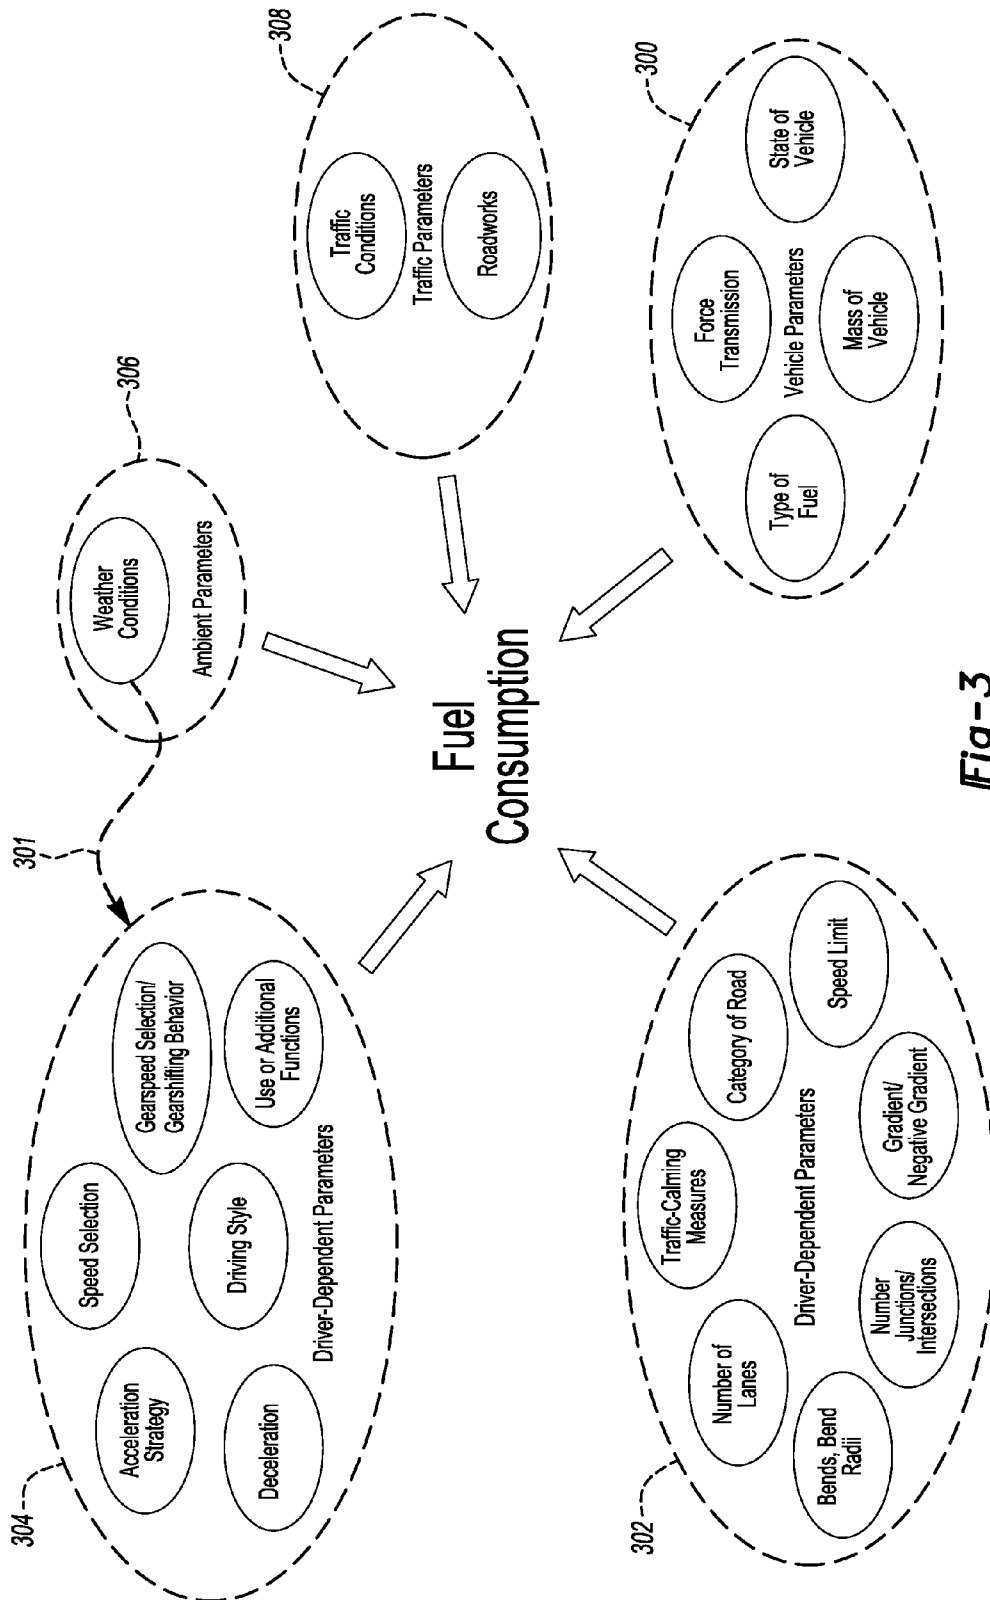 304
Acceleration
Strategy
Speed Selection
Gearspeed Selection/
Gearshifting Behavior
Deceleration
Driving Style
Use or Additional
Functions
Driver-Dependent Parameters
301
306
Weather
Conditions
Ambient Parameters
308
Traffic
Conditions
Traffic Parameters
Roadworks
Fuel
Consumption
302
Number of
Lanes
Traffic-Calming
Measures
Category of Road
Driver-Dependent Parameters
Bends, Bend
Radii
Speed Limit
Number
Junctions/
Intersections
Gradient/
Negative Gradient
300
Force
Transmission
Type of
Fuel
Vehicle Parameters
State of
Vehicle
Mass of
Vehicle
Fig-3